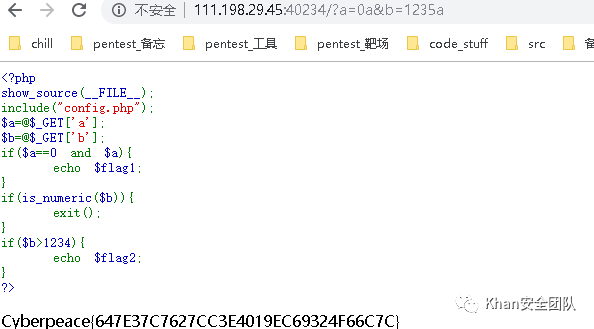 不安全 | 111.198.29.45:40234/?a=0a&b=1235a
chill pentest_备忘 pentest_工具 pentest_靶场 code_stuff src
<?php
show_source(__FILE__);
include("config.php");
$a=@$_GET['a'];
$b=@$_GET['b'];
if($a==0 and $a){
echo $flag1;
}
if(is_numeric($b)){
exit();
}
if($b>1234){
echo $flag2;
}
?>
Cyberpeace{647E37C7627CC3E4019EC69324F66C7C}
Khan安全团队